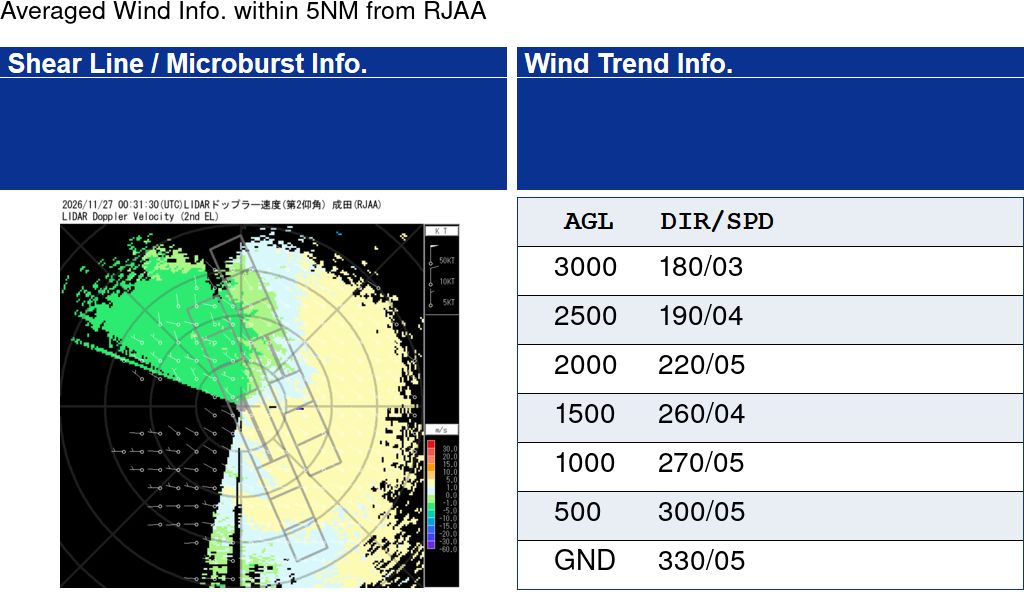 Averaged Wind Info. within 5NM from RJAA
Shear Line / Microburst Info.
Wind Trend Info.
2026/11/27 00:31:30(UTC)LIDARドップラー速度(第2仰角) 成田(RJAA)
LIDAR Doppler Velocity (2nd EL)
K T
50KT
10KT
5KT
m/s
30.0
20.0
15.0
10.0
5.0
1.0
0.0
-1.0
-5.0
-10.0
-15.0
-20.0
-30.0
-60.0
AGL DIR/SPD
3000 180/03
2500 190/04
2000 220/05
1500 260/04
1000 270/05
500 300/05
GND 330/05